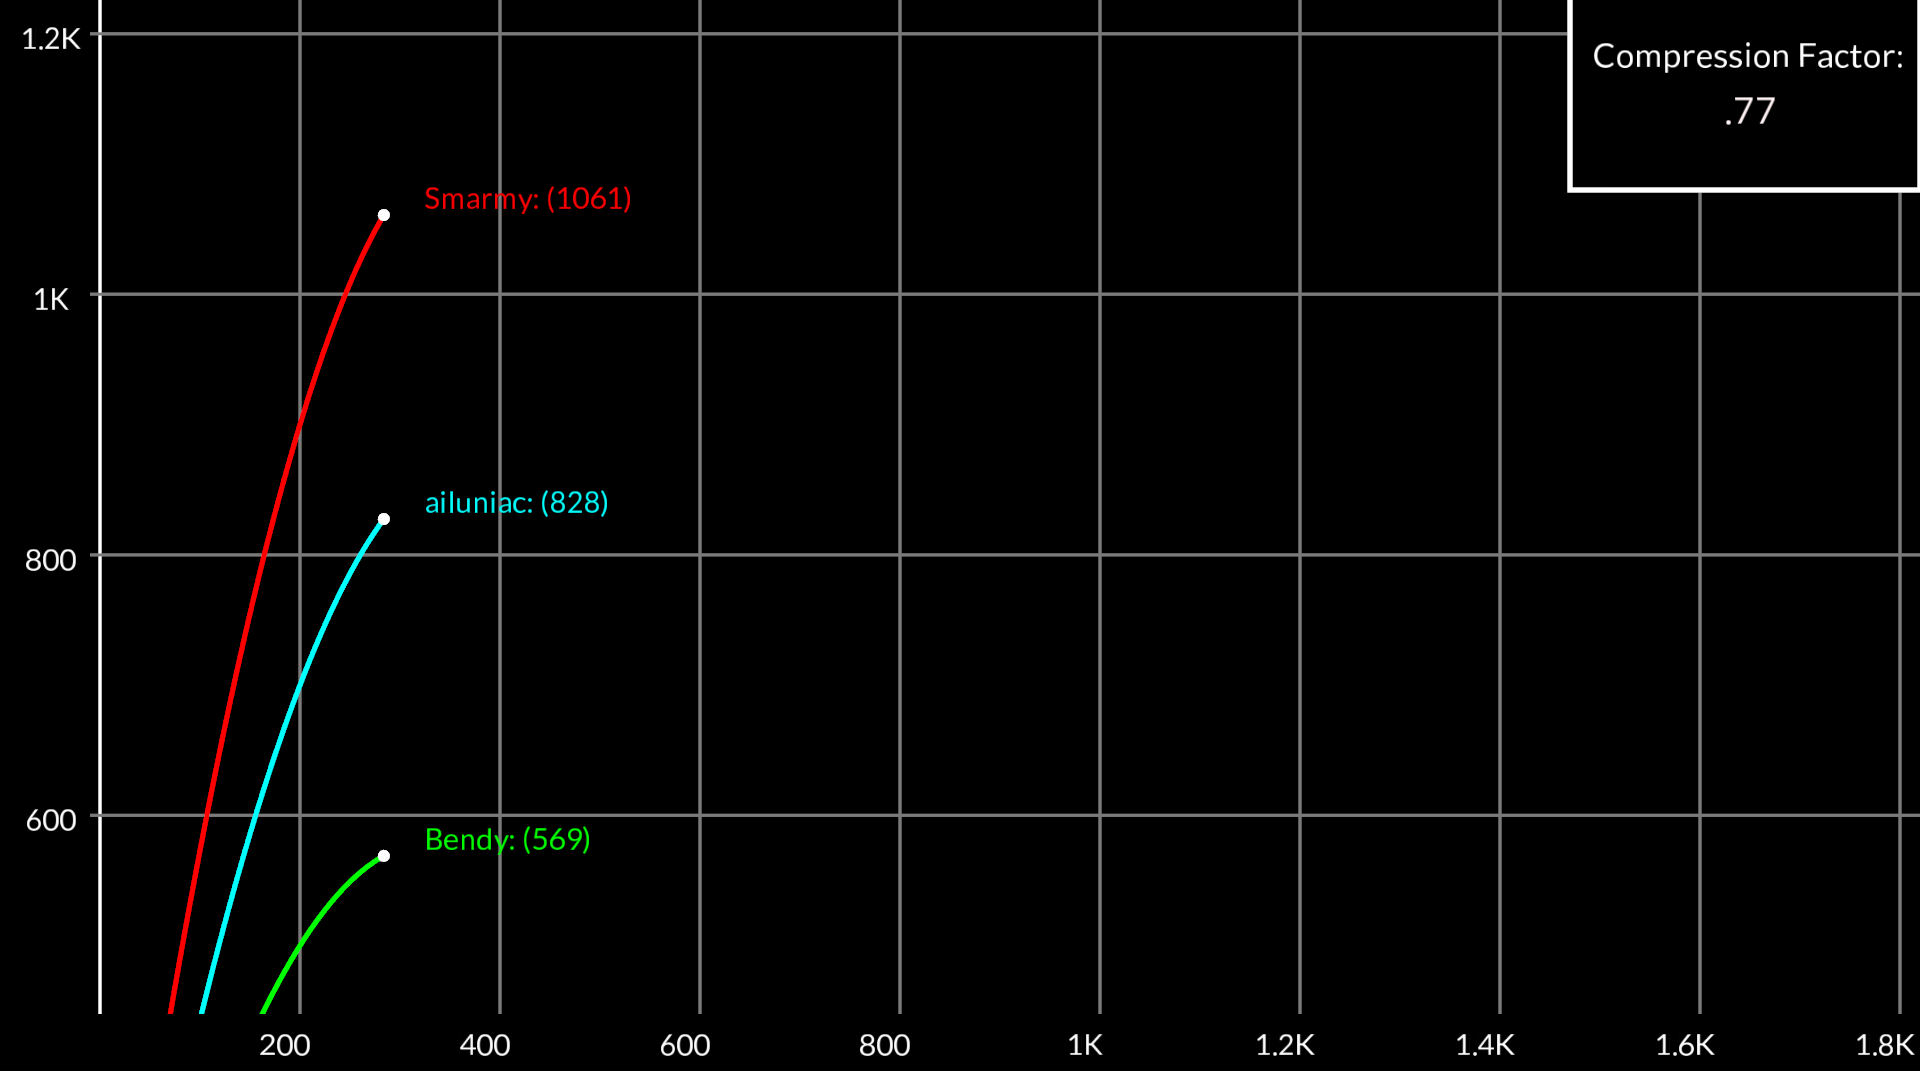 1.2K
Compression Factor:
.77
Smarmy: (1061)
1K
ailuniac: (828)
800
600
Bendy: (569)
200 400 600 800 1K 1.2K 1.4K 1.6K 1.8K